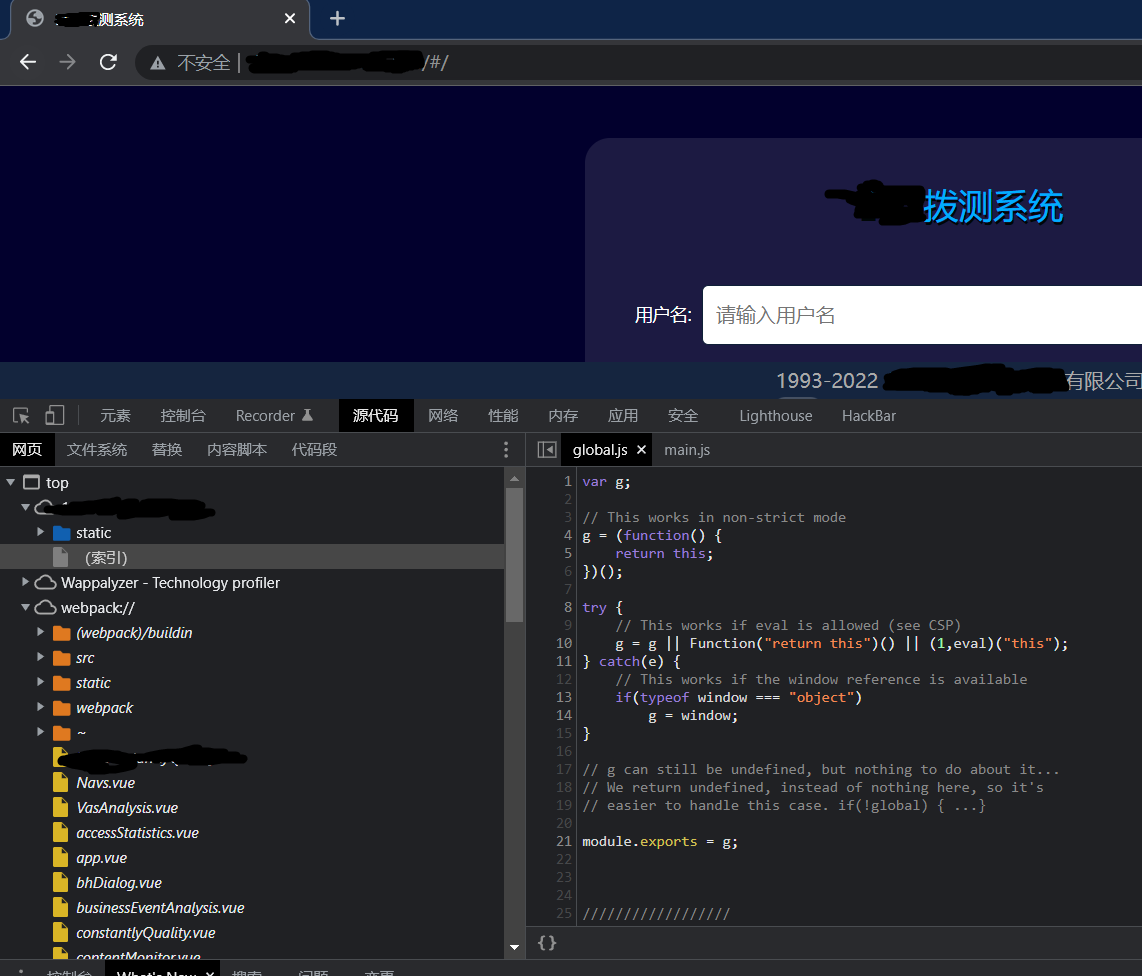 测系统
不安全
/#/
拨测系统
用户名:
请输入用户名
1993-2022
有限公司
元素 控制台 Recorder 源代码 网络 性能 内存 应用 安全 Lighthouse HackBar
网页 文件系统 替换 内容脚本 代码段
global.js main.js
top
static
(索引)
Wappalyzer - Technology profiler
webpack://
(webpack)/buildin
src
static
webpack
~
Navs.vue
VasAnalysis.vue
accessStatistics.vue
app.vue
bhDialog.vue
businessEventAnalysis.vue
constantlyQuality.vue
contentMonitor.vue
1 var g;
2
3 // This works in non-strict mode
4 g = (function() {
5 return this;
6 })();
7
8 try {
9 // This works if eval is allowed (see CSP)
10 g = g || Function("return this")() || (1,eval)("this");
11 } catch(e) {
12 // This works if the window reference is available
13 if(typeof window === "object")
14 g = window;
15 }
16
17 // g can still be undefined, but nothing to do about it...
18 // We return undefined, instead of nothing here, so it's
19 // easier to handle this case. if(!global) { ...}
20
21 module.exports = g;
22
23
24
25 //////////////////
{}
控制台 What's New 搜索 问题 变更